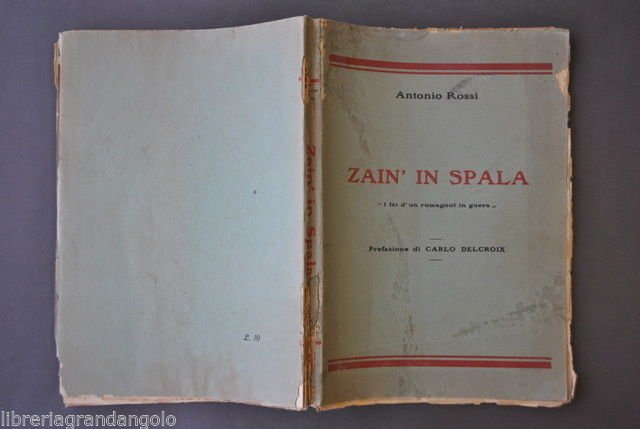 Antonio Rossi
ZAIN' IN SPALA
"I fét d'un rumagnol in guera„
Prefazione di CARLO DELCROIX
Zain' in Spala
2.10
libreriagrandangolo